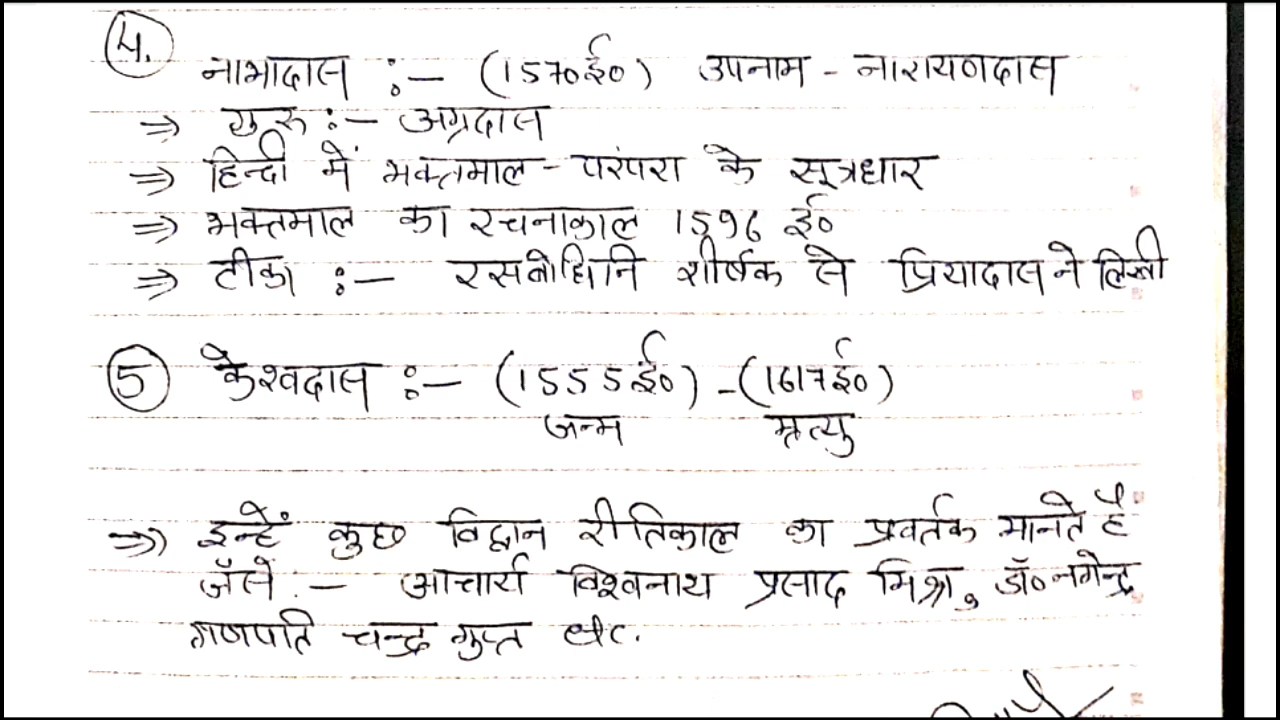 4.
नाभादास :– (1570ई०) उपनाम - नारायणदास
⇒ गुरु :– अग्रदास
⇒ हिन्दी में भक्तमाल - परंपरा के सूत्रधार
⇒ भक्तमाल का रचनाकाल 1596 ई०
⇒ टीका :– रसबोधिनि शीर्षक से प्रियादास ने लिखी
5 केशवदास :– (1555ई०) - (1617ई०)
जन्म मृत्यु
⇒ इन्हें कुछ विद्वान रीतिकाल का प्रवर्तक मानते है
जैसे :– आचार्य विश्वनाथ प्रसाद मिश्र, डॉ० नगेन्द्र
गणपति चन्द्र गुप्त etc.